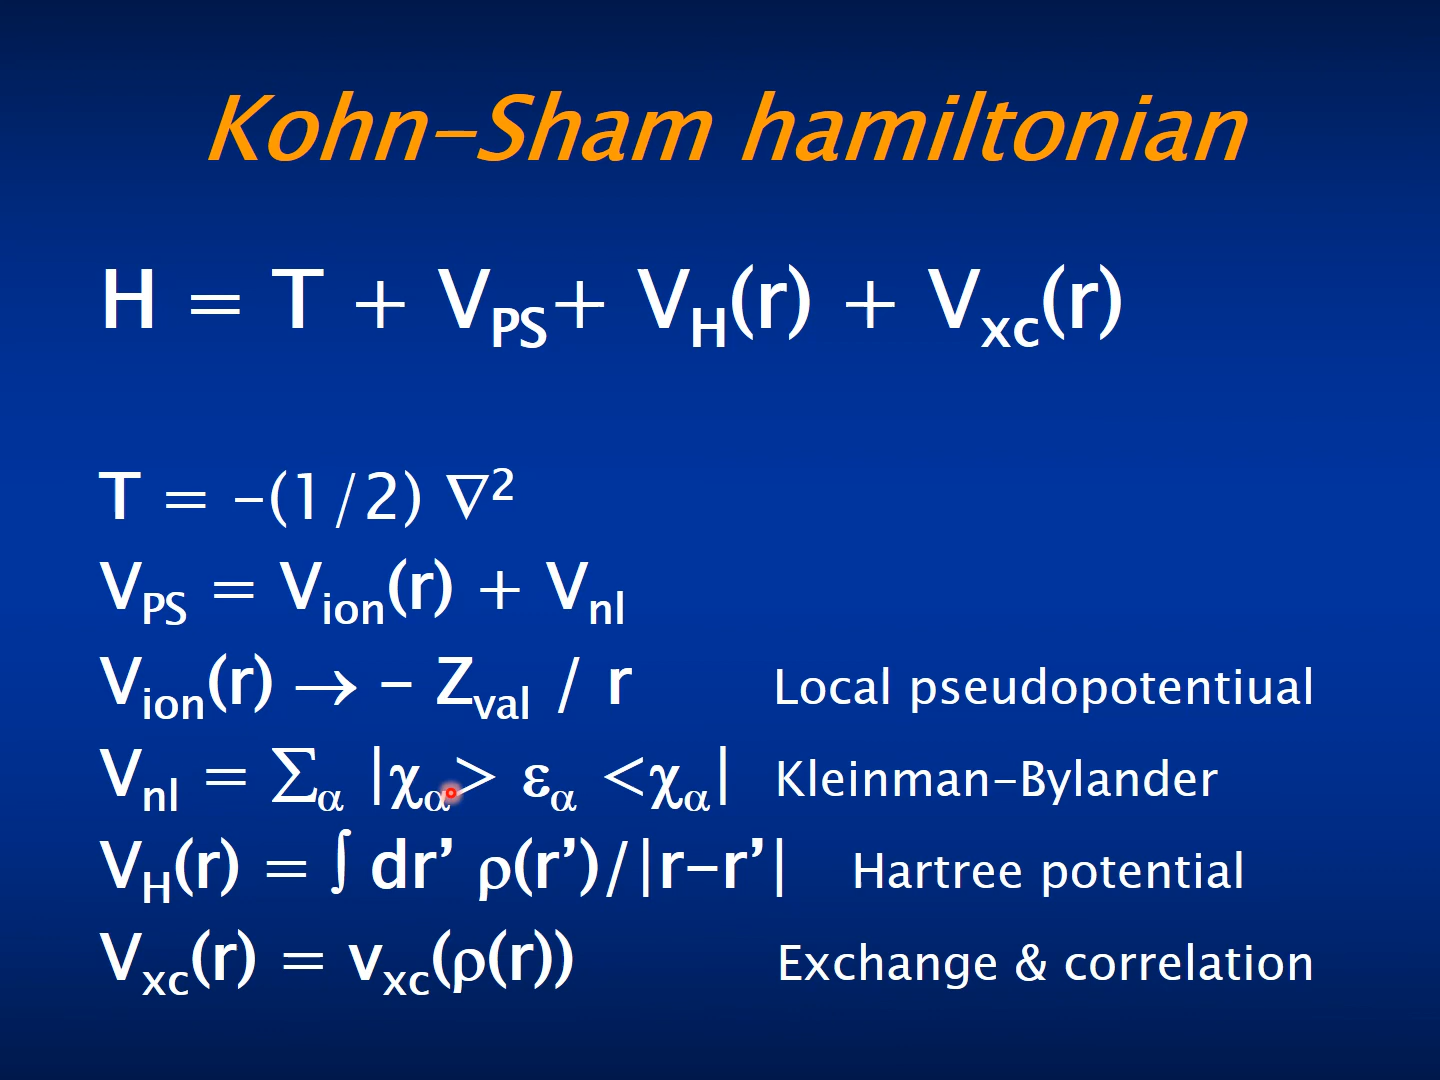 Kohn-Sham hamiltonian
H = T + V_PS + V_H(r) + V_xc(r)
T = -(1/2) ∇²
V_PS = V_ion(r) + V_nl
V_ion(r) → - Z_val / r Local pseudopotentiual
V_nl = Σ_α |χ_α> ε_α <χ_α| Kleinman-Bylander
V_H(r) = ∫ dr’ ρ(r’)/|r-r’| Hartree potential
V_xc(r) = v_xc(ρ(r)) Exchange & correlation